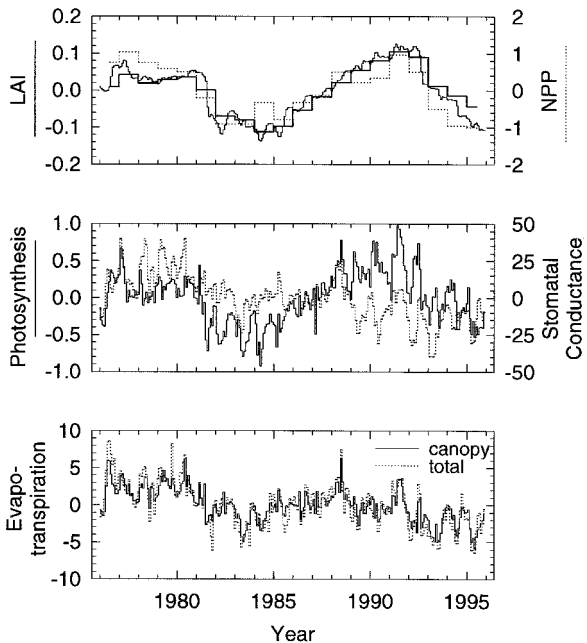 LAI
0.2
0.1
0.0
-0.1
-0.2
2
1
0
-1
-2
NPP
Photosynthesis
1.0
0.5
0.0
-0.5
-1.0
50
25
0
-25
-50
Stomatal
Conductance
Evapo-
transpiration
10
5
0
-5
-10
canopy
total
1980
1985
1990
1995
Year